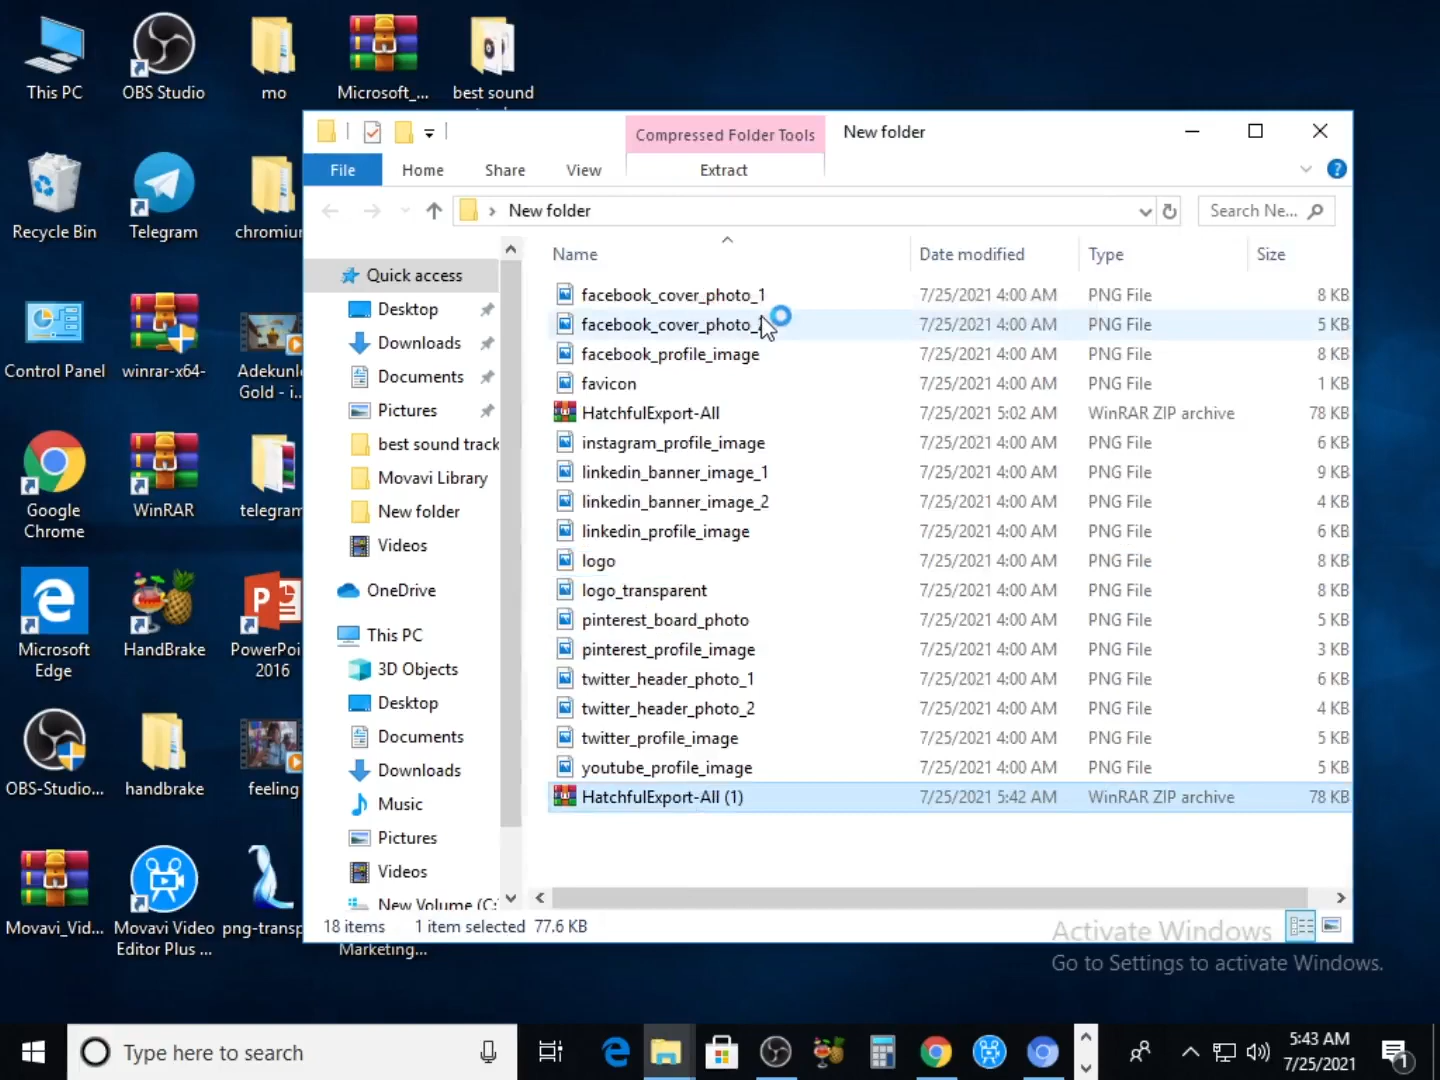 This PC
OBS Studio
mo
Microsoft_...
best sound
Recycle Bin
Telegram
chromiu
Control Panel
winrar-x64-
Adekunl
Gold - i...
Google
Chrome
WinRAR
telegram
Microsoft
Edge
HandBrake
PowerPoi
2016
OBS-Studio...
handbrake
feeling
Movavi_Vid...
Movavi Video
Editor Plus ...
png-transp
Marketing...
Compressed Folder Tools
New folder
File
Home
Share
View
Extract
New folder
Search Ne...
Quick access
Desktop
Downloads
Documents
Pictures
best sound track
Movavi Library
New folder
Videos
OneDrive
This PC
3D Objects
Desktop
Documents
Downloads
Music
Pictures
Videos
New Volume (C:
Name Date modified Type Size
facebook_cover_photo_1 7/25/2021 4:00 AM PNG File 8 KB
facebook_cover_photo_ 7/25/2021 4:00 AM PNG File 5 KB
facebook_profile_image 7/25/2021 4:00 AM PNG File 8 KB
favicon 7/25/2021 4:00 AM PNG File 1 KB
HatchfulExport-All 7/25/2021 5:02 AM WinRAR ZIP archive 78 KB
instagram_profile_image 7/25/2021 4:00 AM PNG File 6 KB
linkedin_banner_image_1 7/25/2021 4:00 AM PNG File 9 KB
linkedin_banner_image_2 7/25/2021 4:00 AM PNG File 4 KB
linkedin_profile_image 7/25/2021 4:00 AM PNG File 6 KB
logo 7/25/2021 4:00 AM PNG File 8 KB
logo_transparent 7/25/2021 4:00 AM PNG File 8 KB
pinterest_board_photo 7/25/2021 4:00 AM PNG File 5 KB
pinterest_profile_image 7/25/2021 4:00 AM PNG File 3 KB
twitter_header_photo_1 7/25/2021 4:00 AM PNG File 6 KB
twitter_header_photo_2 7/25/2021 4:00 AM PNG File 4 KB
twitter_profile_image 7/25/2021 4:00 AM PNG File 5 KB
youtube_profile_image 7/25/2021 4:00 AM PNG File 5 KB
HatchfulExport-All (1) 7/25/2021 5:42 AM WinRAR ZIP archive 78 KB
18 items 1 item selected 77.6 KB
Activate Windows
Go to Settings to activate Windows.
Type here to search
5:43 AM
7/25/2021
1